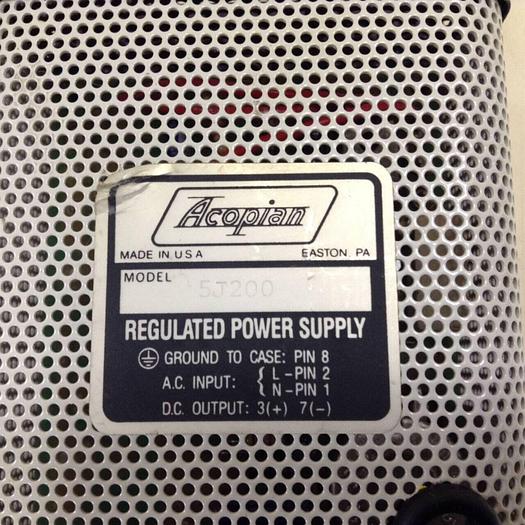 Acopian
MADE IN USA EASTON, PA
MODEL
5J200
REGULATED POWER SUPPLY
⏚ GROUND TO CASE: PIN 8
A.C. INPUT: { L-PIN 2
N-PIN 1
D.C. OUTPUT: 3(+) 7(-)